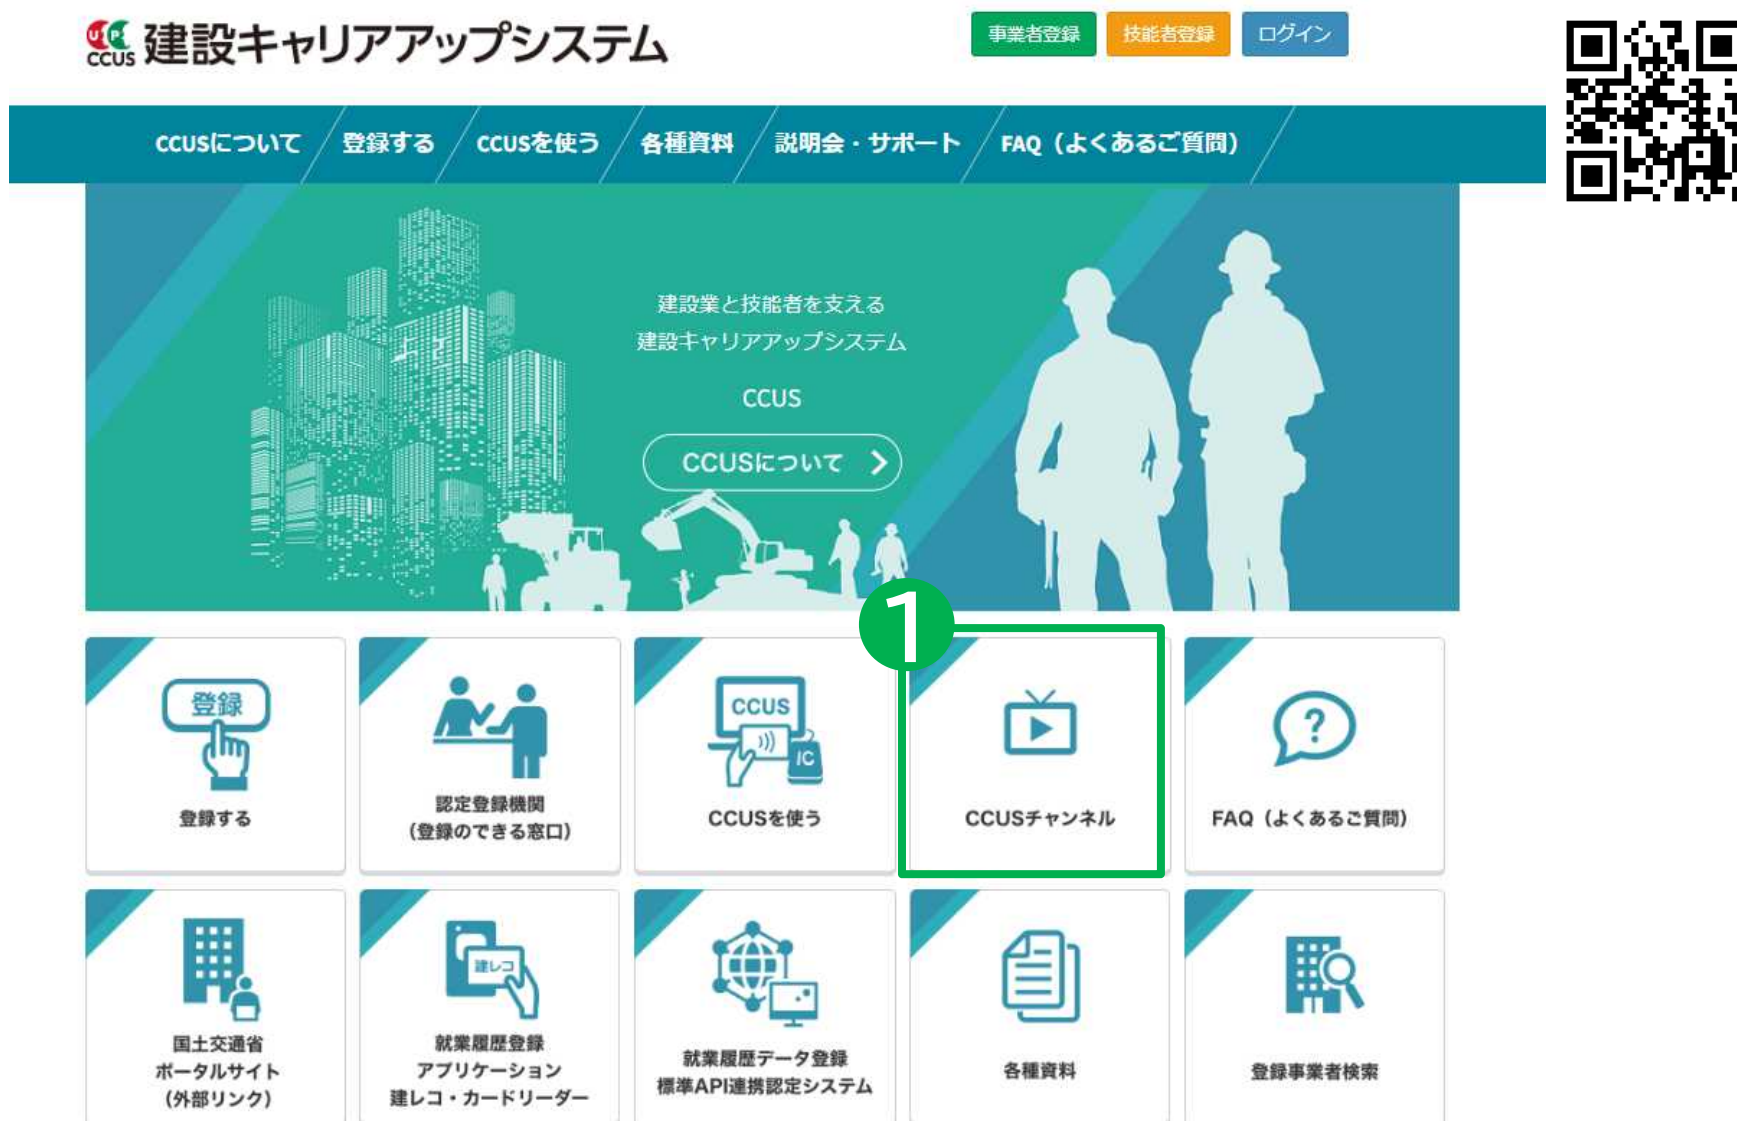 UP
CCUS
建設キャリアアップシステム
事業者登録
技能者登録
ログイン
CCUSについて
登録する
CCUSを使う
各種資料
説明会・サポート
FAQ（よくあるご質問）
建設業と技能者を支える
建設キャリアアップシステム
CCUS
CCUSについて
1
登録
登録する
認定登録機関
（登録のできる窓口）
CCUS
IC
CCUSを使う
CCUSチャンネル
?
FAQ（よくあるご質問）
国土交通省
ポータルサイト
（外部リンク）
建レコ
就業履歴登録
アプリケーション
建レコ・カードリーダー
就業履歴データ登録
標準API連携認定システム
各種資料
登録事業者検索